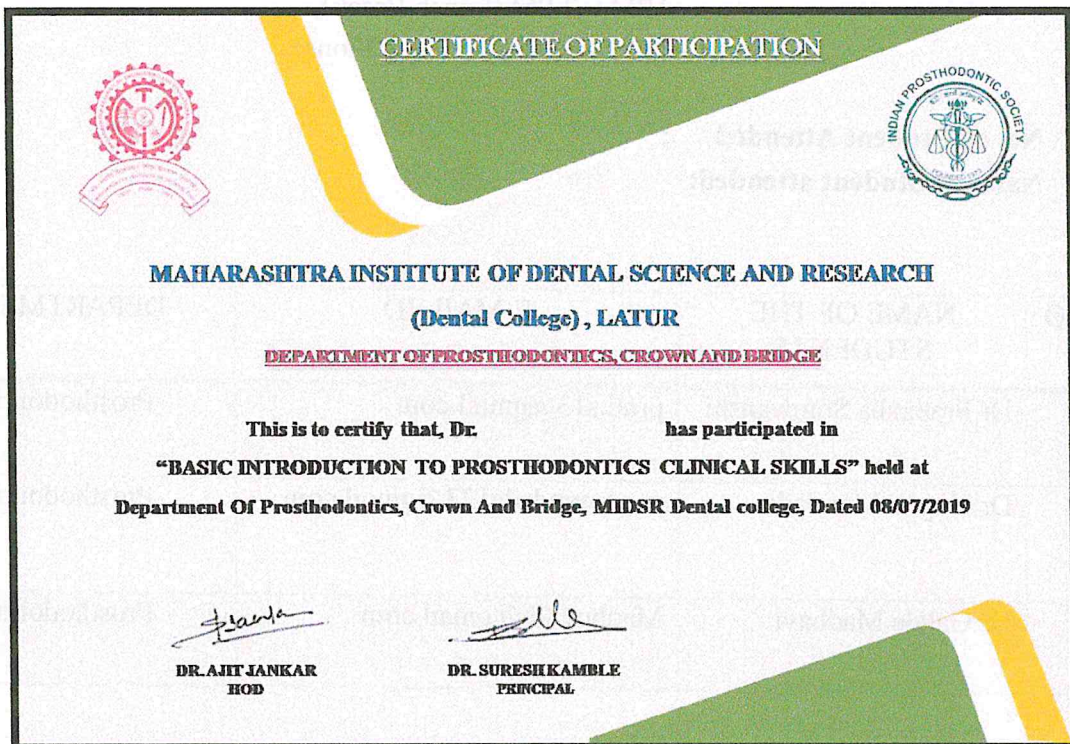 CERTIFICATE OF PARTICIPATION
INDIAN PROSTHODONTIC SOCIETY
MAHARASHTRA INSTITUTE OF DENTAL SCIENCE AND RESEARCH
(Dental College) , LATUR
DEPARTMENT OF PROSTHODONTICS, CROWN AND BRIDGE
This is to certify that, Dr. has participated in
“BASIC INTRODUCTION TO PROSTHODONTICS CLINICAL SKILLS” held at
Department Of Prosthodontics, Crown And Bridge, MIDSR Dental college, Dated 08/07/2019
DR. AJIT JANKAR
HOD
DR. SURESH KAMBLE
PRINCIPAL